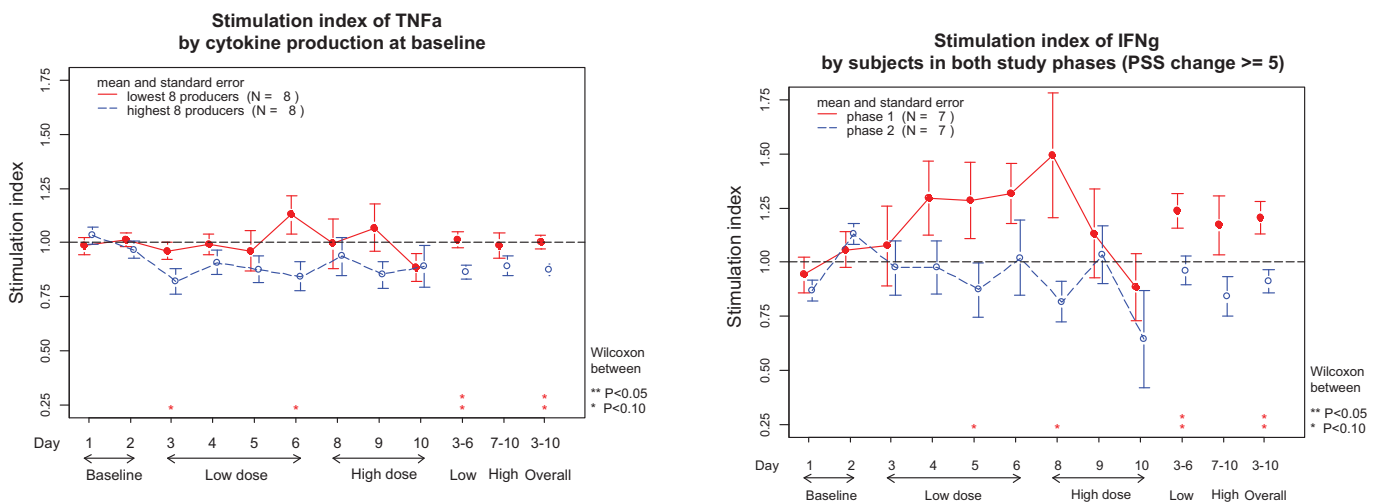 Stimulation index of TNFa
by cytokine production at baseline
mean and standard error
lowest 8 producers (N = 8 )
highest 8 producers (N = 8 )
Stimulation index
1.75
1.50
1.25
1.00
0.75
0.50
0.25
* * * *
* *
Wilcoxon
between
** P<0.05
* P<0.10
Day 1 2 3 4 5 6 8 9 10 3-6 7-10 3-10
Baseline Low dose High dose Low High Overall
Stimulation index of IFNg
by subjects in both study phases (PSS change >= 5)
mean and standard error
phase 1 (N = 7 )
phase 2 (N = 7 )
Stimulation index
1.75
1.50
1.25
1.00
0.75
0.50
0.25
* * * *
* *
Wilcoxon
between
** P<0.05
* P<0.10
Day 1 2 3 4 5 6 8 9 10 3-6 7-10 3-10
Baseline Low dose High dose Low High Overall